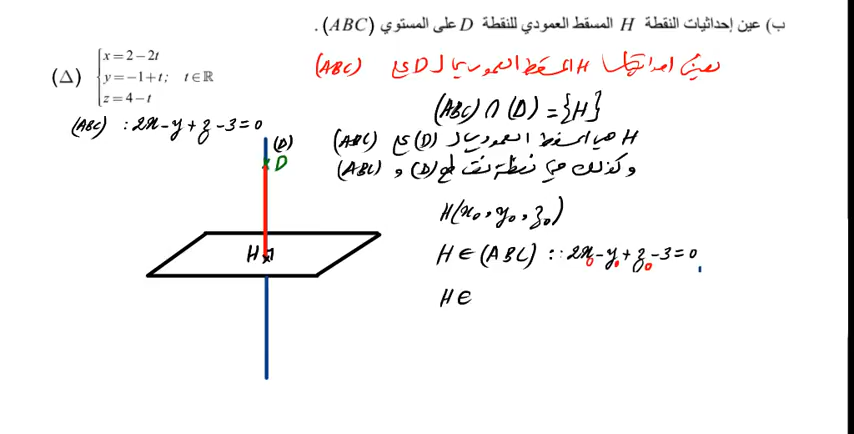 ب) عين إحداثيات النقطة H المسقط العمودي للنقطة D على المستوي (ABC) .
(Δ) { x = 2 − 2t
y = −1 + t; t ∈ ℝ
z = 4 − t
(ABC) : 2x − y + z − 3 = 0
تعيين احداثيات H المسقط العمودي لـ D على (ABC)
(ABC) ∩ (D) = {H}
H هي المسقط العمودي لـ (D) على (ABC)
وكذلك هي نقطة تقاطع (D) و (ABC)
H(x₀, y₀, z₀)
H ∈ (ABC) : 2x₀ − y₀ + z₀ − 3 = 0
H ∈
(D)
D
H